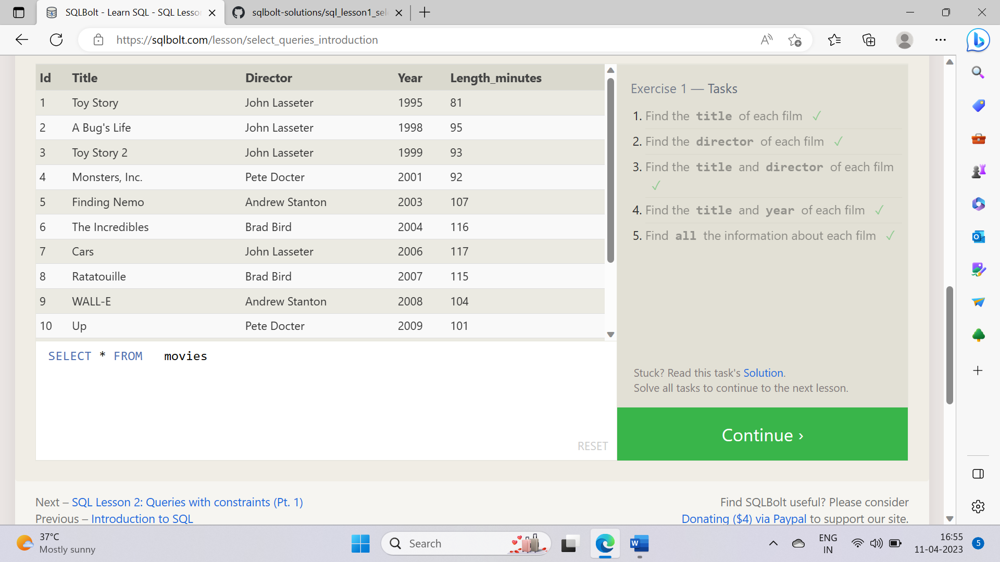 SQLBolt - Learn SQL - SQL Lesso
sqlbolt-solutions/sql_lesson1_sel
https://sqlbolt.com/lesson/select_queries_introduction
Id Title Director Year Length_minutes
1 Toy Story John Lasseter 1995 81
2 A Bug's Life John Lasseter 1998 95
3 Toy Story 2 John Lasseter 1999 93
4 Monsters, Inc. Pete Docter 2001 92
5 Finding Nemo Andrew Stanton 2003 107
6 The Incredibles Brad Bird 2004 116
7 Cars John Lasseter 2006 117
8 Ratatouille Brad Bird 2007 115
9 WALL-E Andrew Stanton 2008 104
10 Up Pete Docter 2009 101
SELECT * FROM movies
RESET
Exercise 1 — Tasks
1. Find the title of each film ✓
2. Find the director of each film ✓
3. Find the title and director of each film
✓
4. Find the title and year of each film ✓
5. Find all the information about each film ✓
Stuck? Read this task's Solution.
Solve all tasks to continue to the next lesson.
Continue ›
Next – SQL Lesson 2: Queries with constraints (Pt. 1)
Previous – Introduction to SQL
Find SQLBolt useful? Please consider
Donating ($4) via Paypal to support our site.
37°C
Mostly sunny
Search
ENG
IN
16:55
11-04-2023
5